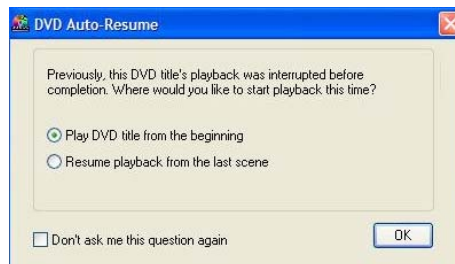 DVD Auto-Resume
Previously, this DVD title's playback was interrupted before
completion. Where would you like to start playback this time?
Play DVD title from the beginning
Resume playback from the last scene
Don't ask me this question again
OK